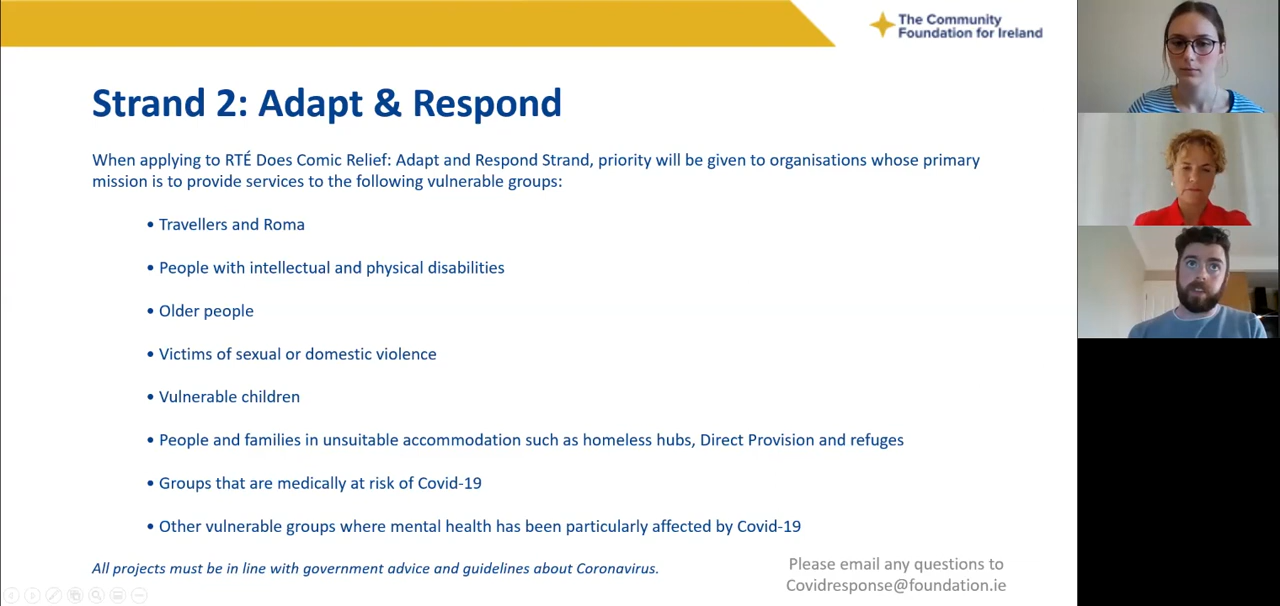 The Community
Foundation for Ireland
Strand 2: Adapt & Respond
When applying to RTÉ Does Comic Relief: Adapt and Respond Strand, priority will be given to organisations whose primary
mission is to provide services to the following vulnerable groups:
• Travellers and Roma
• People with intellectual and physical disabilities
• Older people
• Victims of sexual or domestic violence
• Vulnerable children
• People and families in unsuitable accommodation such as homeless hubs, Direct Provision and refuges
• Groups that are medically at risk of Covid-19
• Other vulnerable groups where mental health has been particularly affected by Covid-19
All projects must be in line with government advice and guidelines about Coronavirus.
Please email any questions to
Covidresponse@foundation.ie